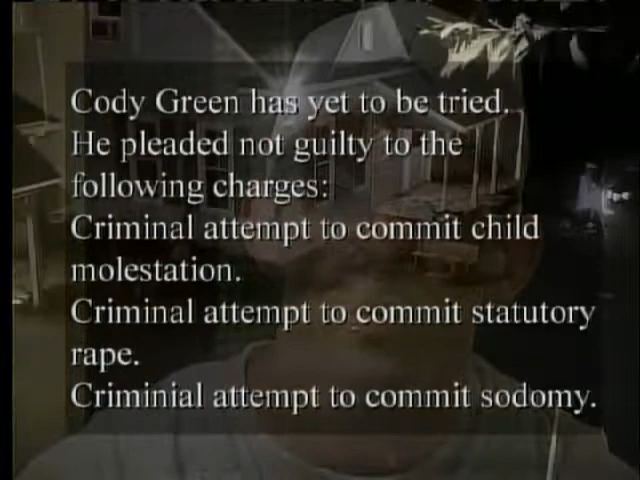 Cody Green has yet to be tried.
He pleaded not guilty to the
following charges:
Criminal attempt to commit child
molestation.
Criminal attempt to commit statutory
rape.
Criminial attempt to commit sodomy.